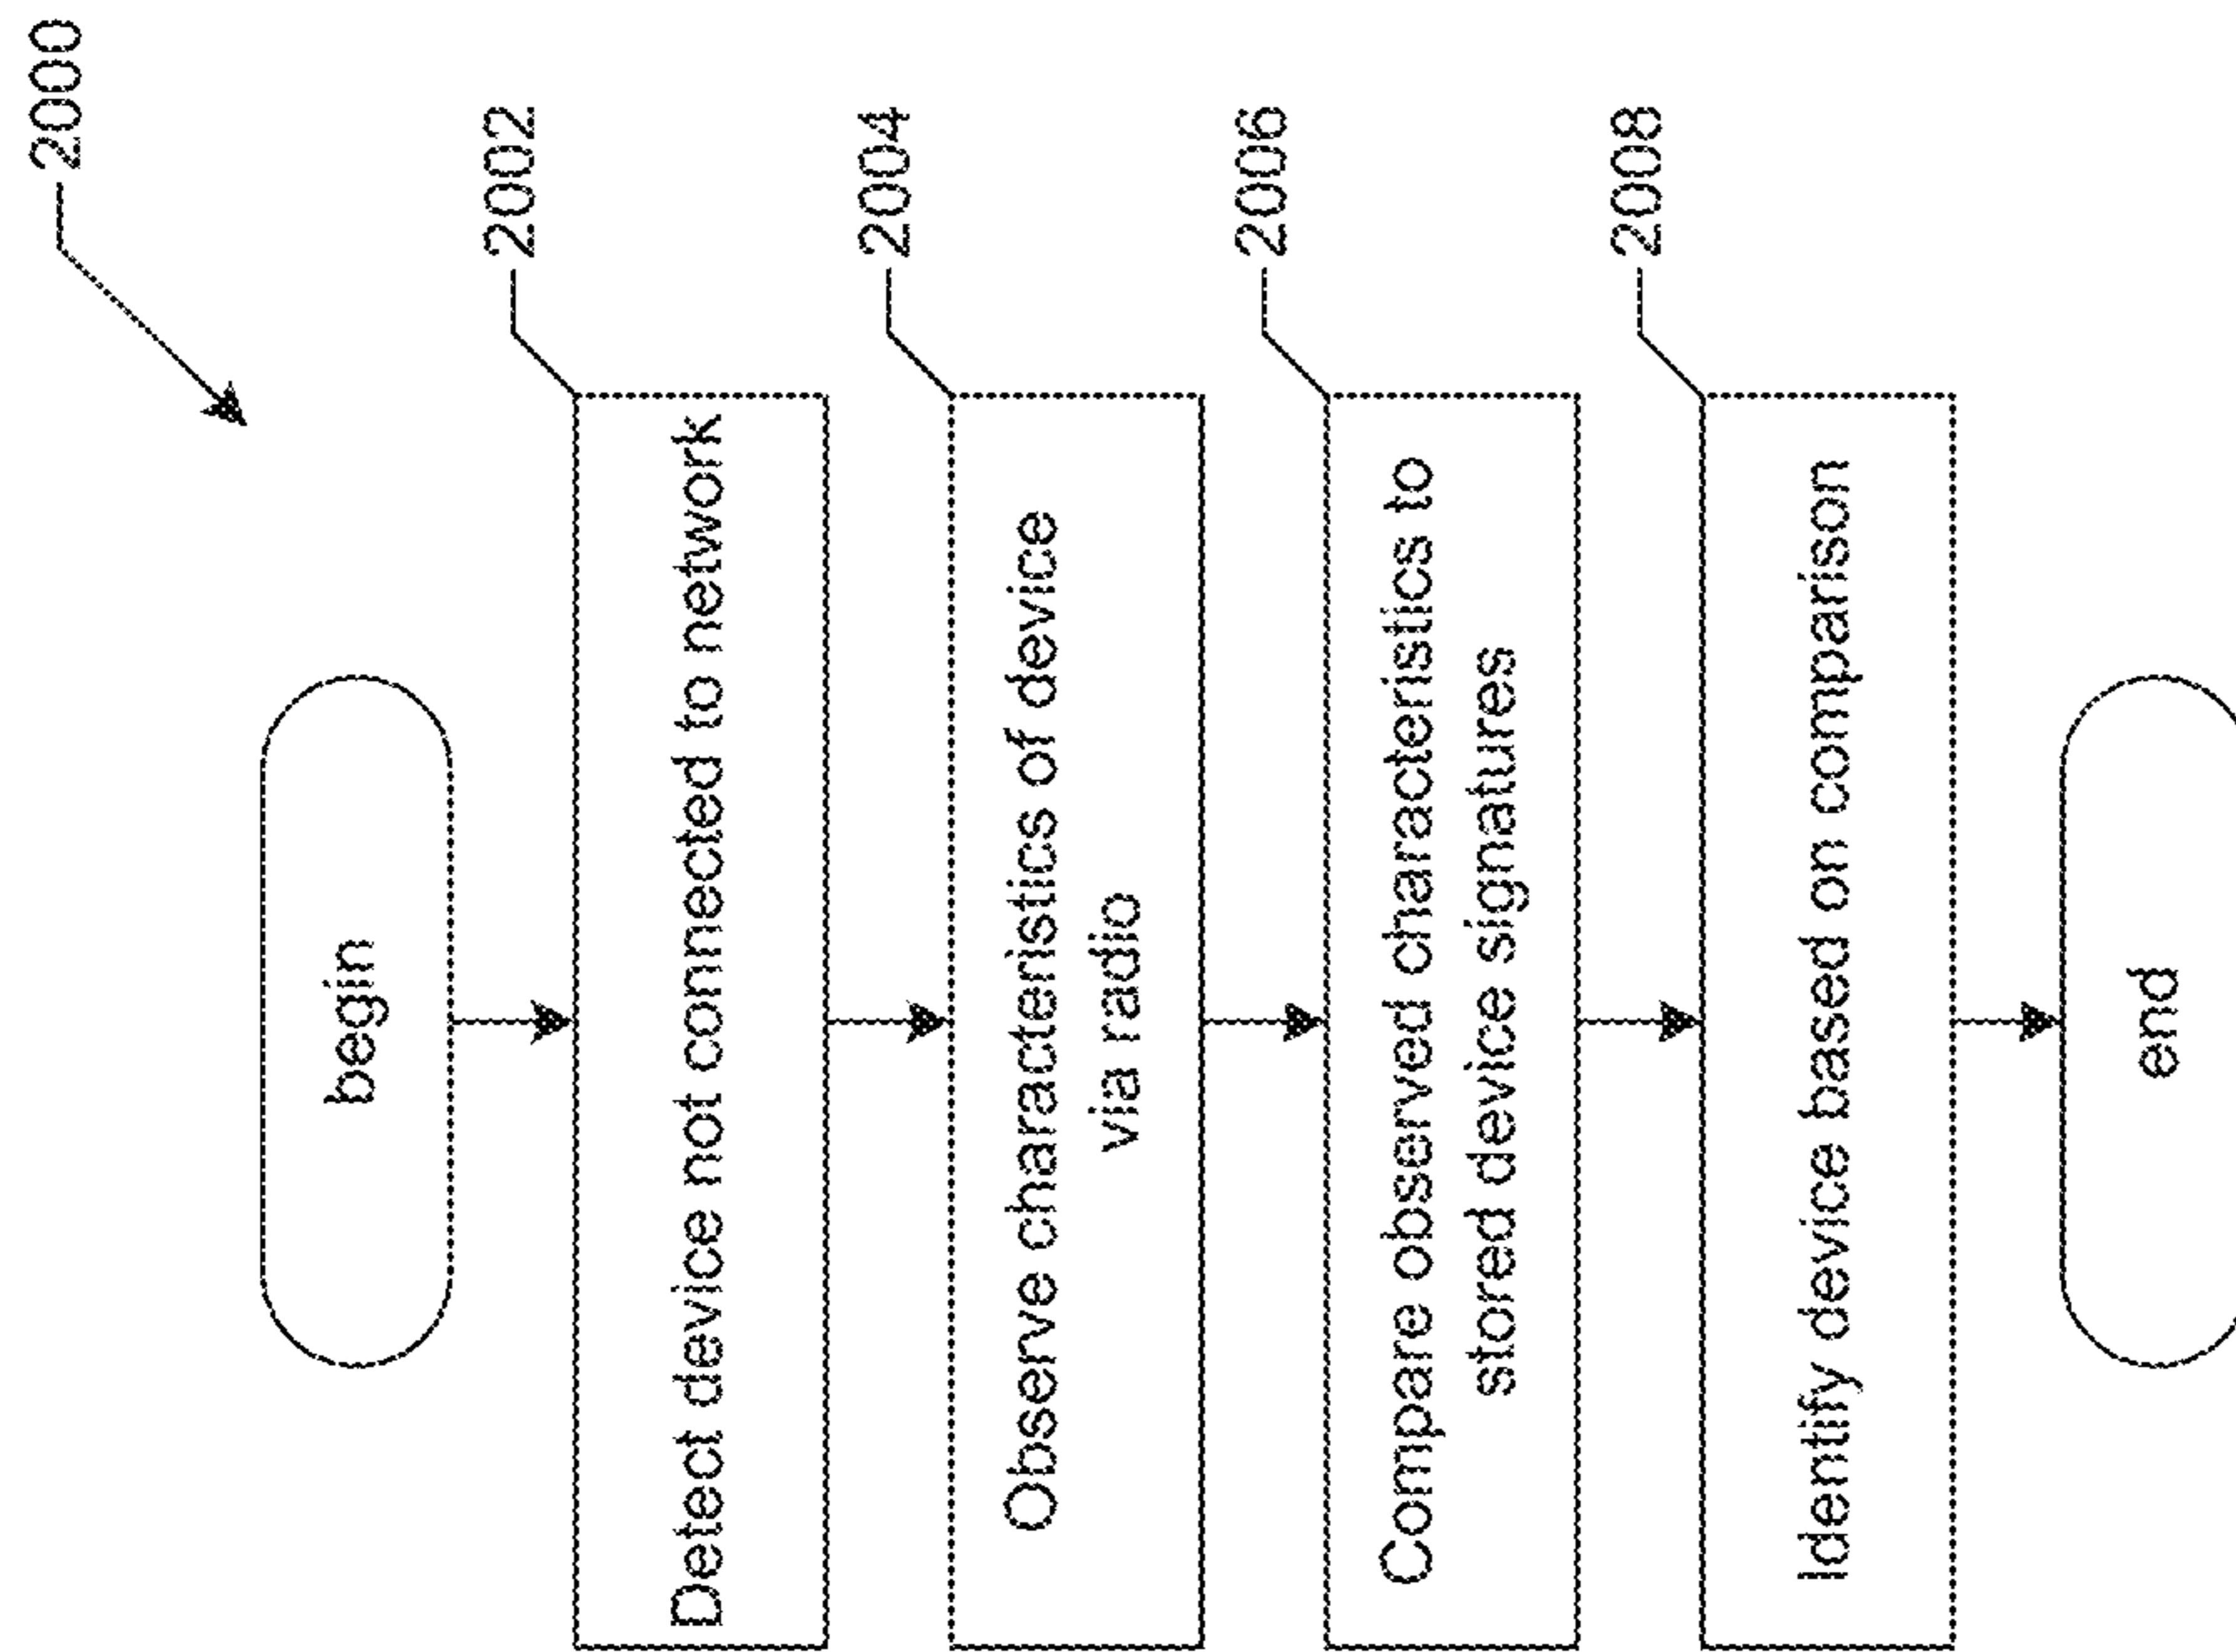 2000
begin
2002
Detect device not connected to network
2004
Observe characteristics of device
via radio
2006
Compare observed characteristics to
stored device signatures
2008
Identify device based on comparison
end